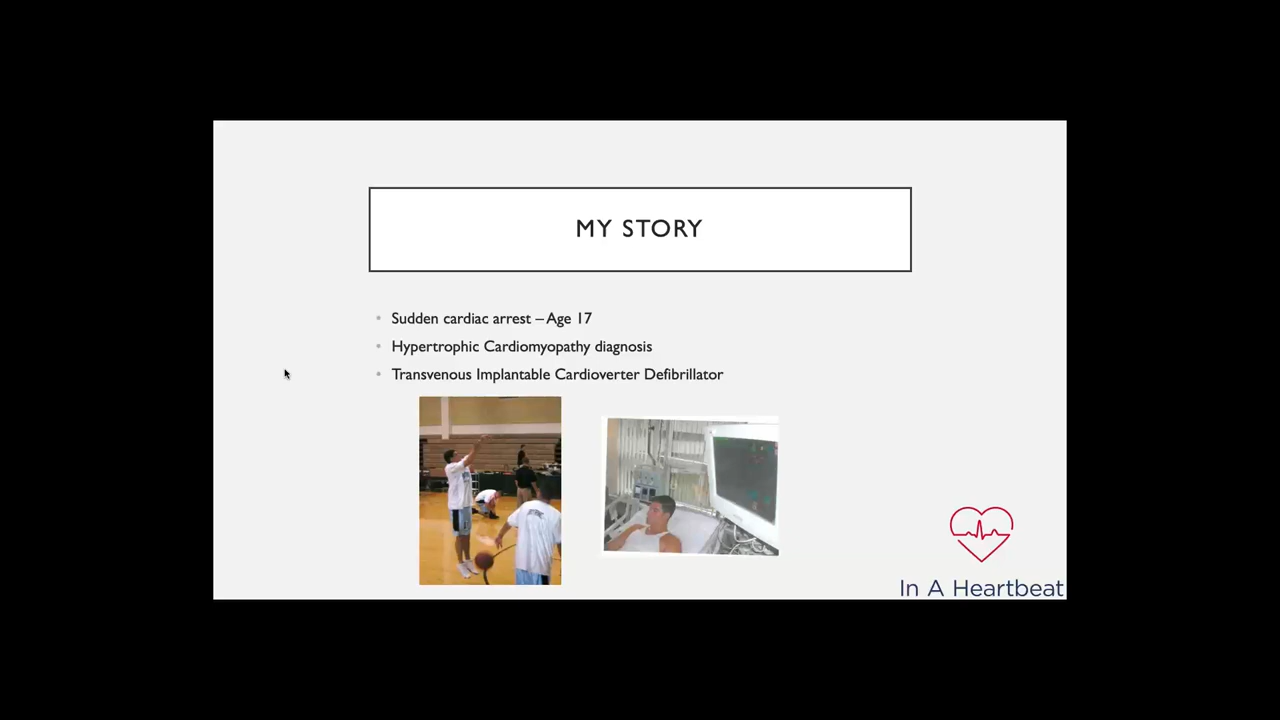 MY STORY
Sudden cardiac arrest – Age 17
Hypertrophic Cardiomyopathy diagnosis
Transvenous Implantable Cardioverter Defibrillator
In A Heartbeat